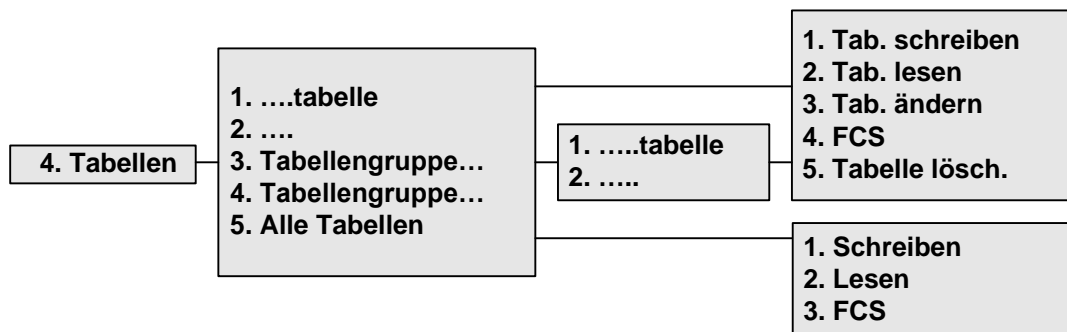 4. Tabellen
1. ….tabelle
2. ….
3. Tabellengruppe…
4. Tabellengruppe…
5. Alle Tabellen
1. …..tabelle
2. …..
1. Tab. schreiben
2. Tab. lesen
3. Tab. ändern
4. FCS
5. Tabelle lösch.
1. Schreiben
2. Lesen
3. FCS